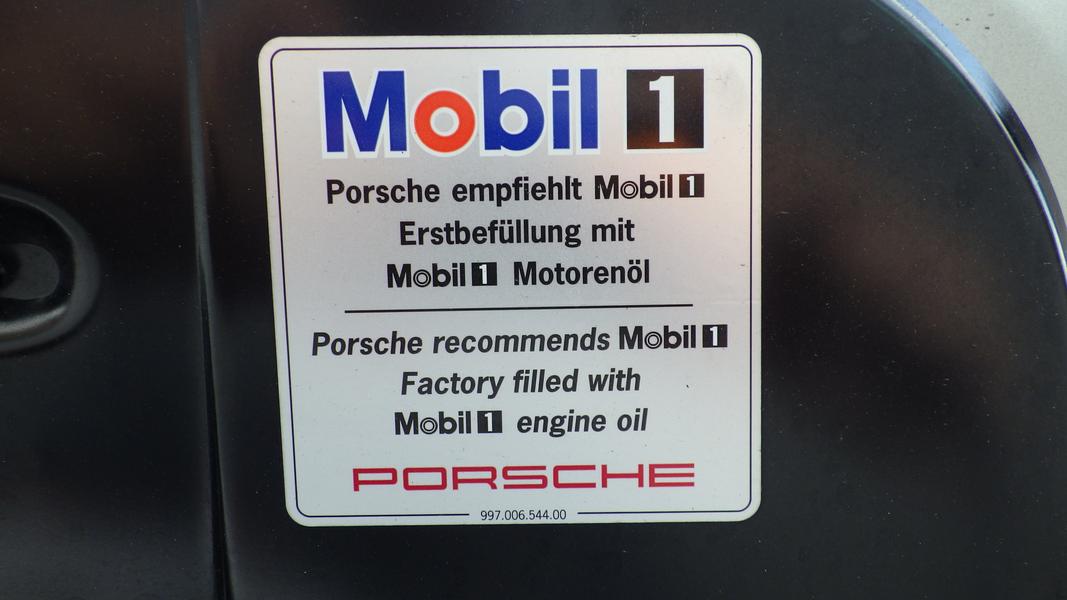 Mobil 1
Porsche empfiehlt Mobil 1
Erstbefüllung mit
Mobil 1 Motorenöl
Porsche recommends Mobil 1
Factory filled with
Mobil 1 engine oil
PORSCHE
997.006.544.00